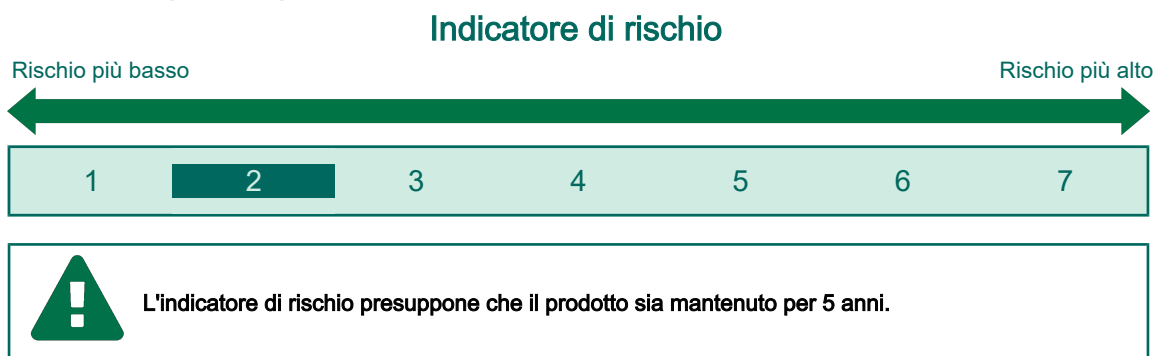 Indicatore di rischio
Rischio più basso Rischio più alto
1 2 3 4 5 6 7
L'indicatore di rischio presuppone che il prodotto sia mantenuto per 5 anni.